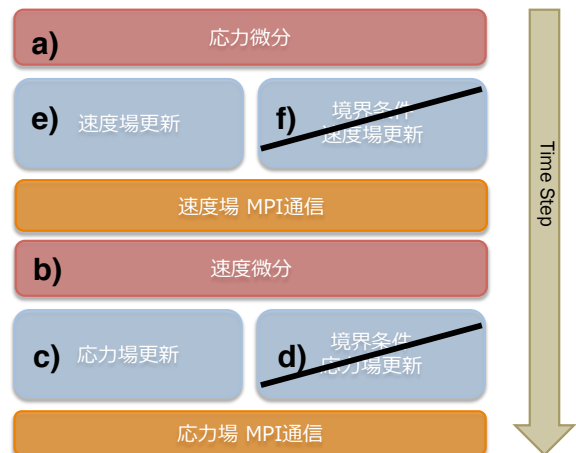 a) 応力微分
e) 速度場更新
f) 境界条件
速度場更新
速度場 MPI通信
b) 速度微分
c) 応力場更新
d) 境界条件
応力場更新
応力場 MPI通信
Time Step